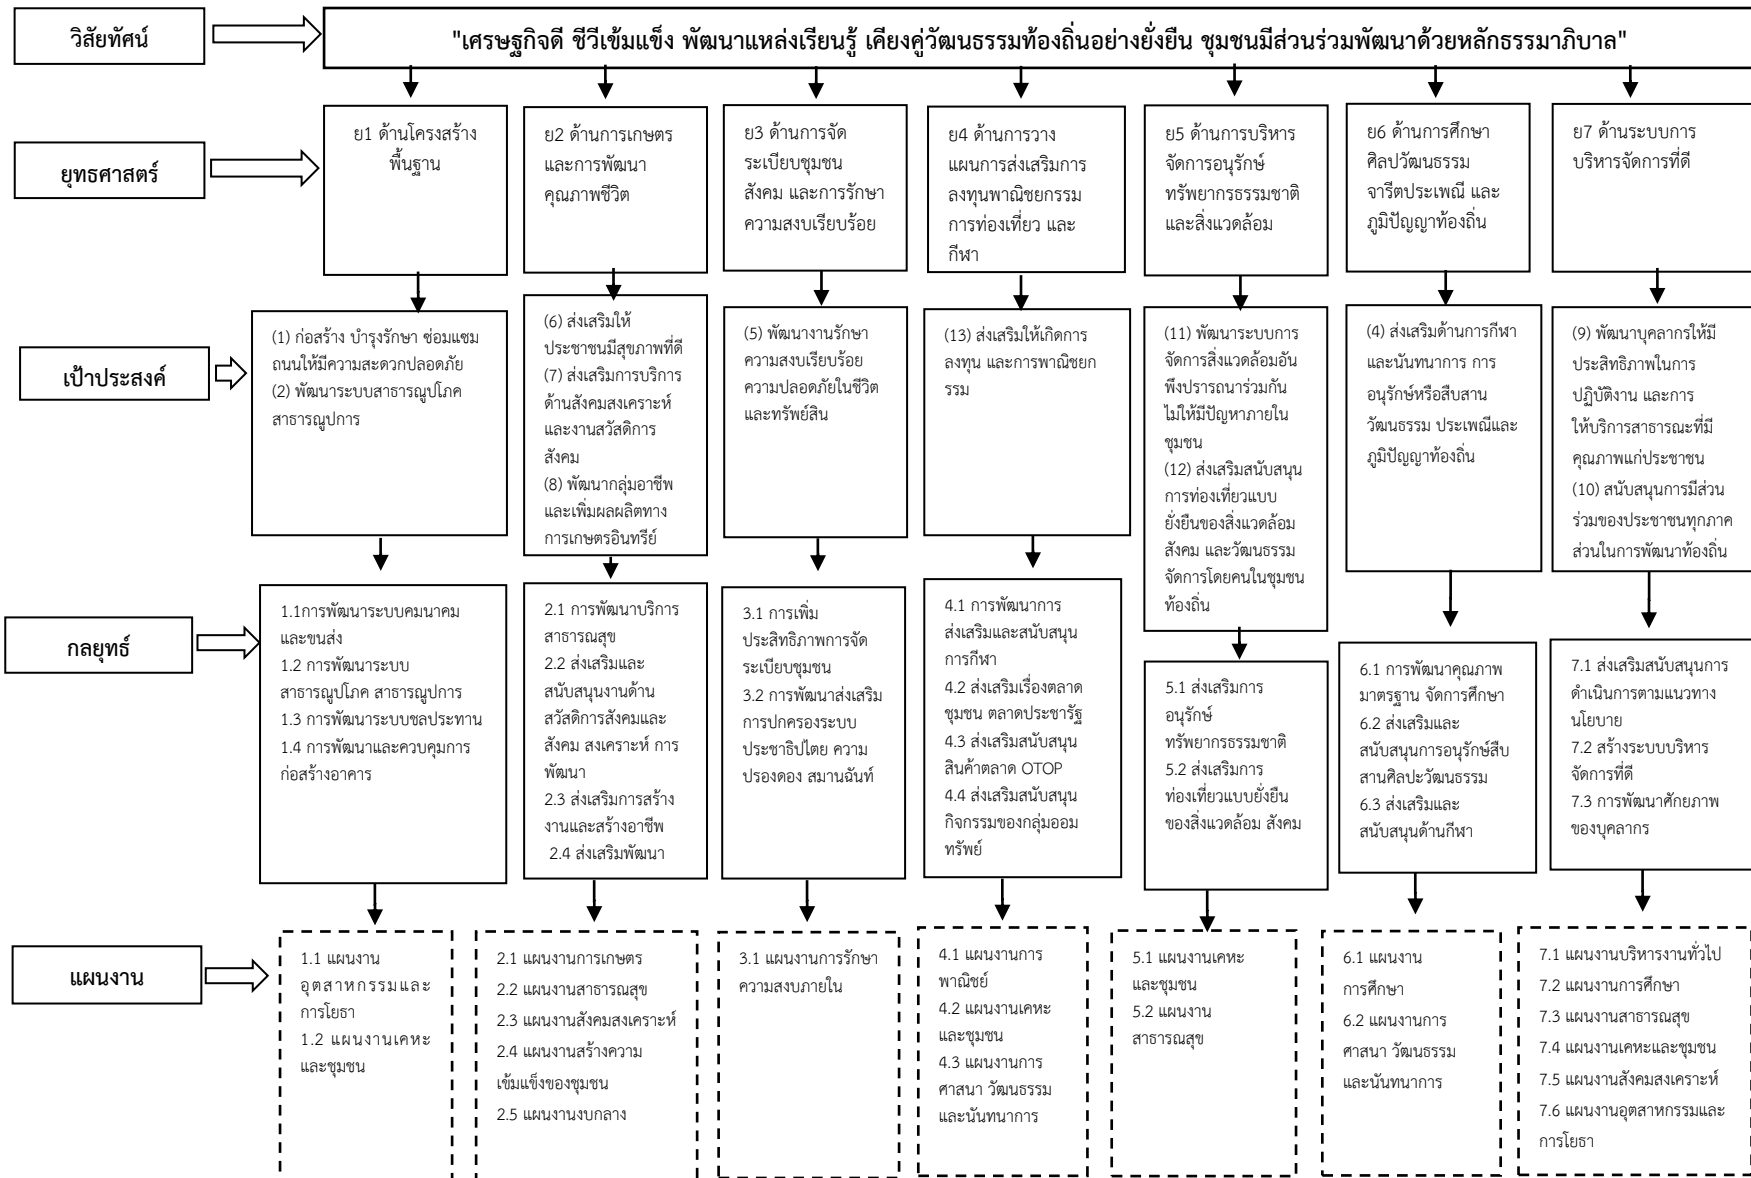 วิสัยทัศน์
"เศรษฐกิจดี ชีวีเข้มแข็ง พัฒนาแหล่งเรียนรู้ เคียงคู่วัฒนธรรมท้องถิ่นอย่างยั่งยืน ชุมชนมีส่วนร่วมพัฒนาด้วยหลักธรรมาภิบาล"
ยุทธศาสตร์
ย1 ด้านโครงสร้าง
พื้นฐาน
ย2 ด้านการเกษตร
และการพัฒนา
คุณภาพชีวิต
ย3 ด้านการจัด
ระเบียบชุมชน
สังคม และการรักษา
ความสงบเรียบร้อย
ย4 ด้านการวาง
แผนการส่งเสริมการ
ลงทุนพาณิชยกรรม
การท่องเที่ยว และ
กีฬา
ย5 ด้านการบริหาร
จัดการอนุรักษ์
ทรัพยากรธรรมชาติ
และสิ่งแวดล้อม
ย6 ด้านการศึกษา
ศิลปวัฒนธรรม
จารีตประเพณี และ
ภูมิปัญญาท้องถิ่น
ย7 ด้านระบบการ
บริหารจัดการที่ดี
เป้าประสงค์
(1) ก่อสร้าง บำรุงรักษา ซ่อมแซม
ถนนให้มีความสะดวกปลอดภัย
(2) พัฒนาระบบสาธารณูปโภค
สาธารณูปการ
(6) ส่งเสริมให้
ประชาชนมีสุขภาพที่ดี
(7) ส่งเสริมการบริการ
ด้านสังคมสงเคราะห์
และงานสวัสดิการ
สังคม
(8) พัฒนากลุ่มอาชีพ
และเพิ่มผลผลิตทาง
การเกษตรอินทรีย์
(5) พัฒนางานรักษา
ความสงบเรียบร้อย
ความปลอดภัยในชีวิต
และทรัพย์สิน
(13) ส่งเสริมให้เกิดการ
ลงทุน และการพาณิชยก
รรม
(11) พัฒนาระบบการ
จัดการสิ่งแวดล้อมอัน
พึงปรารถนาร่วมกัน
ไม่ให้มีปัญหาภายใน
ชุมชน
(12) ส่งเสริมสนับสนุน
การท่องเที่ยวแบบ
ยั่งยืนของสิ่งแวดล้อม
สังคม และวัฒนธรรม
จัดการโดยคนในชุมชน
ท้องถิ่น
(4) ส่งเสริมด้านการกีฬา
และนันทนาการ การ
อนุรักษ์หรือสืบสาน
วัฒนธรรม ประเพณีและ
ภูมิปัญญาท้องถิ่น
(9) พัฒนาบุคลากรให้มี
ประสิทธิภาพในการ
ปฏิบัติงาน และการ
ให้บริการสาธารณะที่มี
คุณภาพแก่ประชาชน
(10) สนับสนุนการมีส่วน
ร่วมของประชาชนทุกภาค
ส่วนในการพัฒนาท้องถิ่น
กลยุทธ์
1.1การพัฒนาระบบคมนาคม
และขนส่ง
1.2 การพัฒนาระบบ
สาธารณูปโภค สาธารณูปการ
1.3 การพัฒนาระบบชลประทาน
1.4 การพัฒนาและควบคุมการ
ก่อสร้างอาคาร
2.1 การพัฒนาบริการ
สาธารณสุข
2.2 ส่งเสริมและ
สนับสนุนงานด้าน
สวัสดิการสังคมและ
สังคม สงเคราะห์ การ
พัฒนา
2.3 ส่งเสริมการสร้าง
งานและสร้างอาชีพ
2.4 ส่งเสริมพัฒนา
3.1 การเพิ่ม
ประสิทธิภาพการจัด
ระเบียบชุมชน
3.2 การพัฒนาส่งเสริม
การปกครองระบบ
ประชาธิปไตย ความ
ปรองดอง สมานฉันท์
4.1 การพัฒนาการ
ส่งเสริมและสนับสนุน
การกีฬา
4.2 ส่งเสริมเรื่องตลาด
ชุมชน ตลาดประชารัฐ
4.3 ส่งเสริมสนับสนุน
สินค้าตลาด OTOP
4.4 ส่งเสริมสนับสนุน
กิจกรรมของกลุ่มออม
ทรัพย์
5.1 ส่งเสริมการ
อนุรักษ์
ทรัพยากรธรรมชาติ
5.2 ส่งเสริมการ
ท่องเที่ยวแบบยั่งยืน
ของสิ่งแวดล้อม สังคม
6.1 การพัฒนาคุณภาพ
มาตรฐาน จัดการศึกษา
6.2 ส่งเสริมและ
สนับสนุนการอนุรักษ์สืบ
สานศิลปะวัฒนธรรม
6.3 ส่งเสริมและ
สนับสนุนด้านกีฬา
7.1 ส่งเสริมสนับสนุนการ
ดำเนินการตามแนวทาง
นโยบาย
7.2 สร้างระบบบริหาร
จัดการที่ดี
7.3 การพัฒนาศักยภาพ
ของบุคลากร
แผนงาน
1.1 แผนงาน
อุตสาหกรรมและ
การโยธา
1.2 แผนงานเคหะ
และชุมชน
2.1 แผนงานการเกษตร
2.2 แผนงานสาธารณสุข
2.3 แผนงานสังคมสงเคราะห์
2.4 แผนงานสร้างความ
เข้มแข็งของชุมชน
2.5 แผนงานงบกลาง
3.1 แผนงานการรักษา
ความสงบภายใน
4.1 แผนงานการ
พาณิชย์
4.2 แผนงานเคหะ
และชุมชน
4.3 แผนงานการ
ศาสนา วัฒนธรรม
และนันทนาการ
5.1 แผนงานเคหะ
และชุมชน
5.2 แผนงาน
สาธารณสุข
6.1 แผนงาน
การศึกษา
6.2 แผนงานการ
ศาสนา วัฒนธรรม
และนันทนาการ
7.1 แผนงานบริหารงานทั่วไป
7.2 แผนงานการศึกษา
7.3 แผนงานสาธารณสุข
7.4 แผนงานเคหะและชุมชน
7.5 แผนงานสังคมสงเคราะห์
7.6 แผนงานอุตสาหกรรมและ
การโยธา